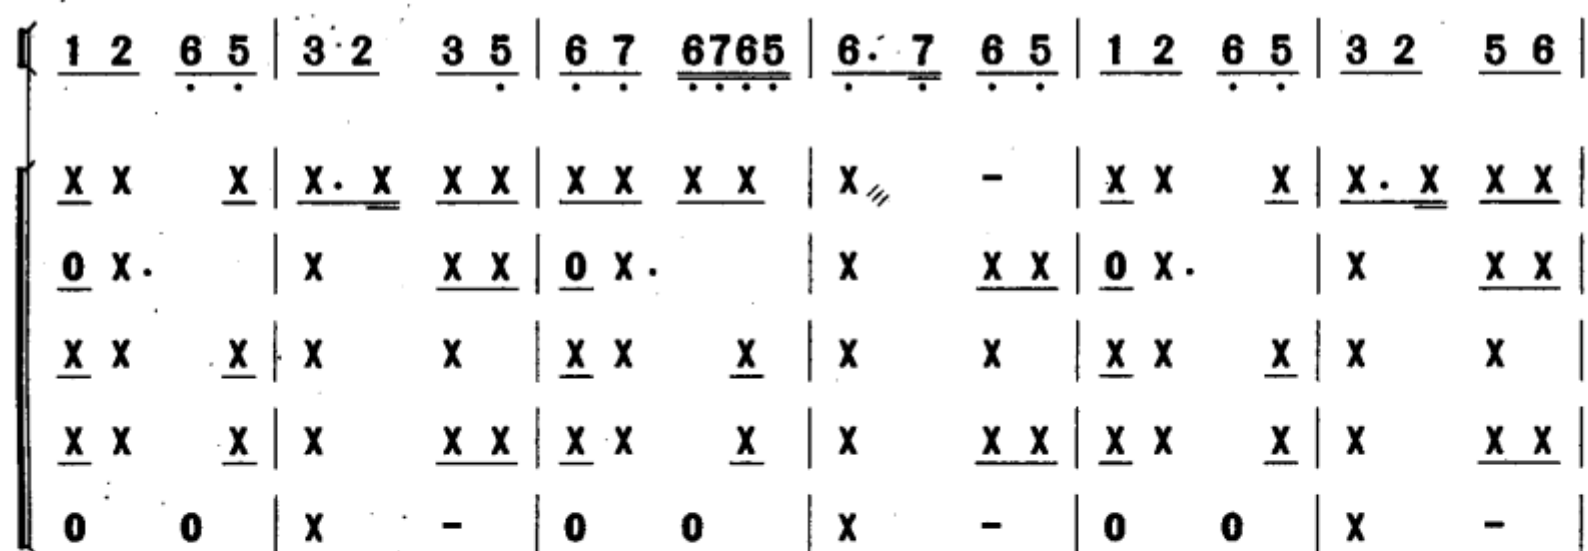 1 2 6 5 | 3 2 3 5 | 6 7 6765 | 6. 7 6 5 | 1 2 6 5 | 3 2 5 6 |
X X X | X. X X X | X X X X | X - | X X X | X. X X X |
0 X. | X X X | 0 X. | X X X | 0 X. | X X X |
X X X | X X | X X X | X X | X X X | X X |
X X X | X X X | X X X | X X X | X X X | X X X |
0 0 | X - | 0 0 | X - | 0 0 | X - |